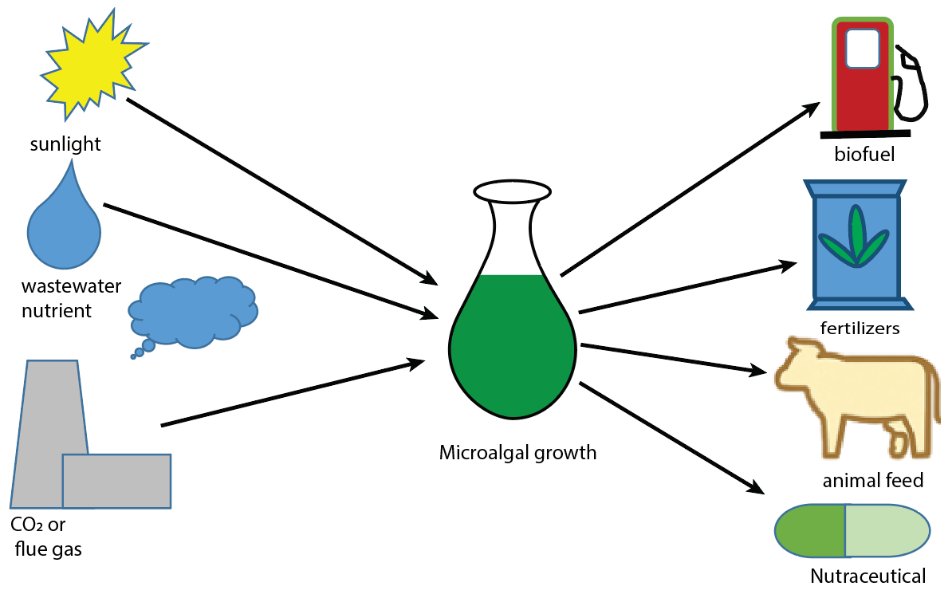 sunlight
wastewater
nutrient
CO₂ or
flue gas
Microalgal growth
biofuel
fertilizers
animal feed
Nutraceutical